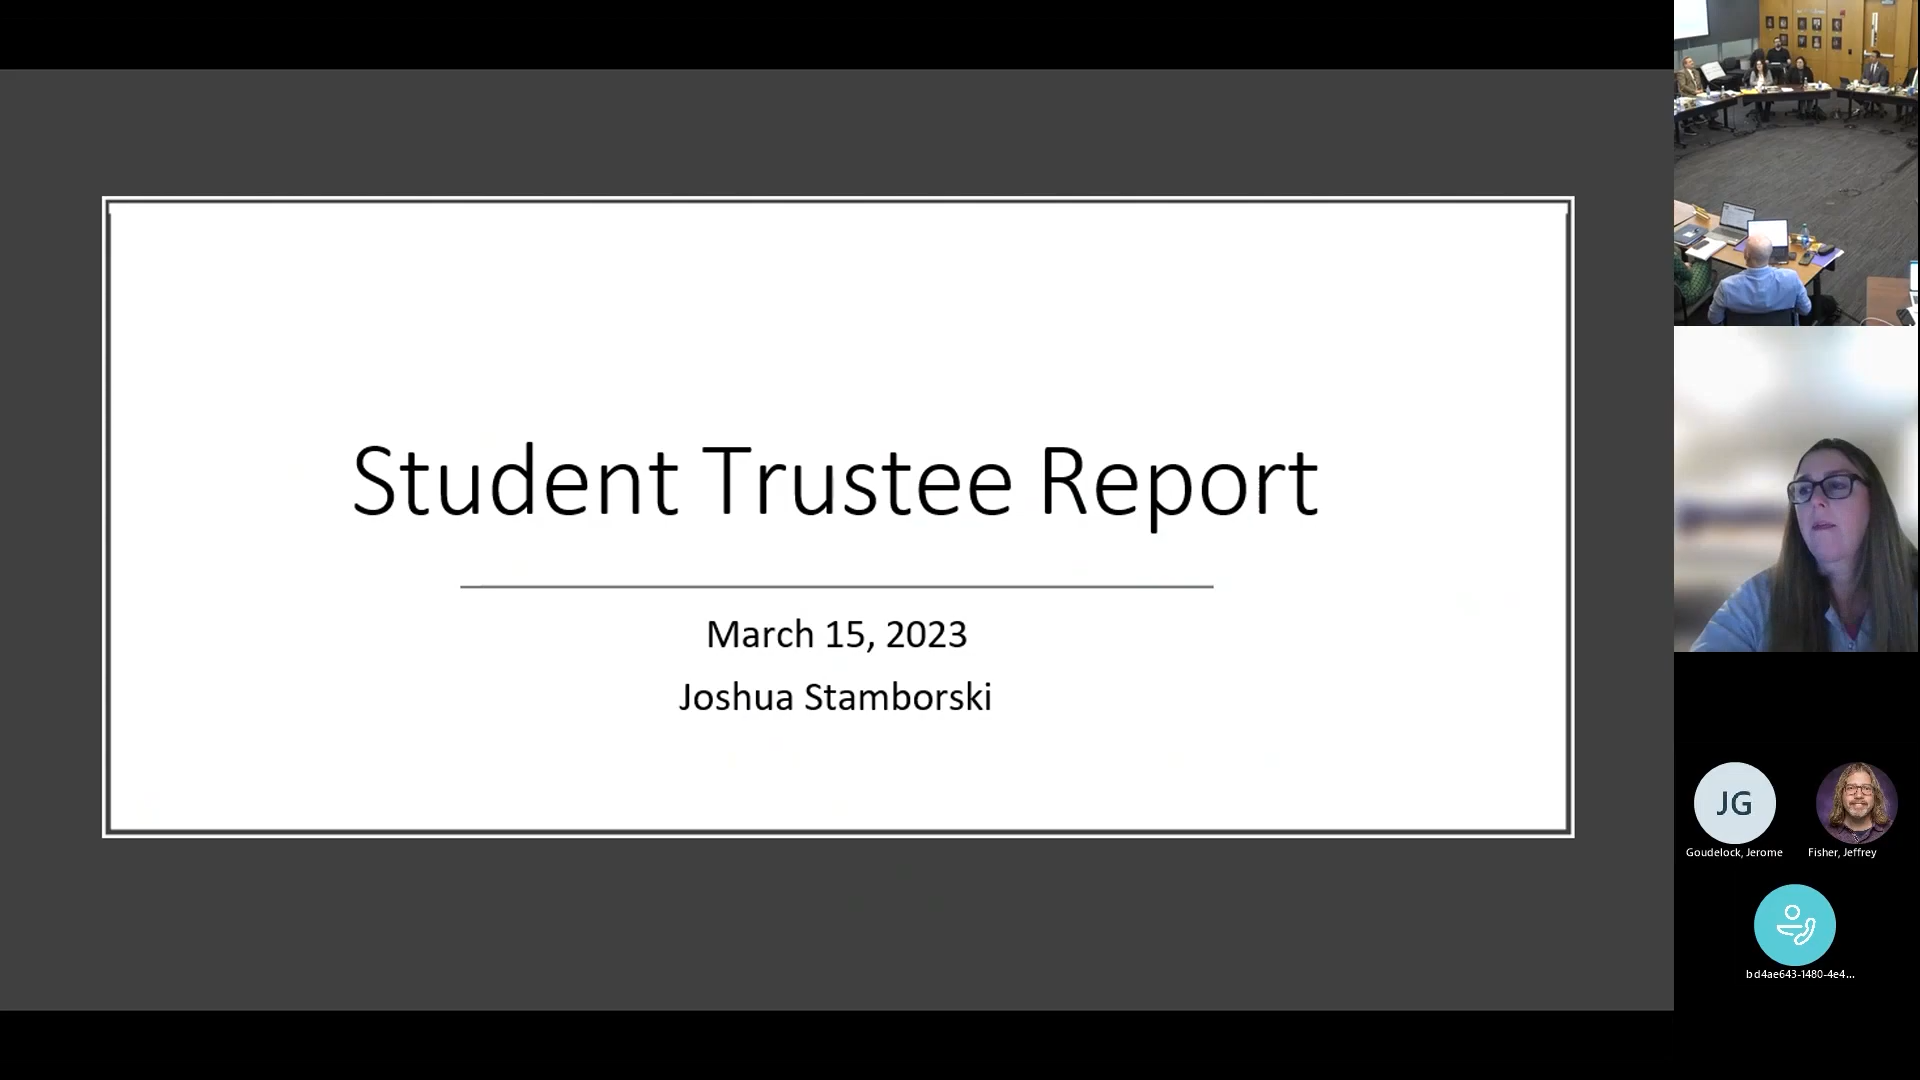 Student Trustee Report
March 15, 2023
Joshua Stamborski
JG
Goudelock, Jerome
Fisher, Jeffrey
bd4ae643-1480-4e4...